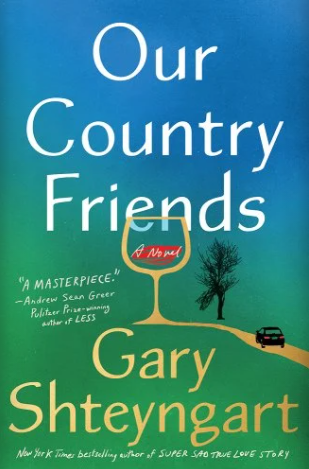 Our
Country
Friends
A Novel
"A MASTERPIECE."
—Andrew Sean Greer
Pulitzer Prize-winning
author of LESS
Gary
Shteyngart
New York Times bestselling author of SUPER SAD TRUE LOVE STORY